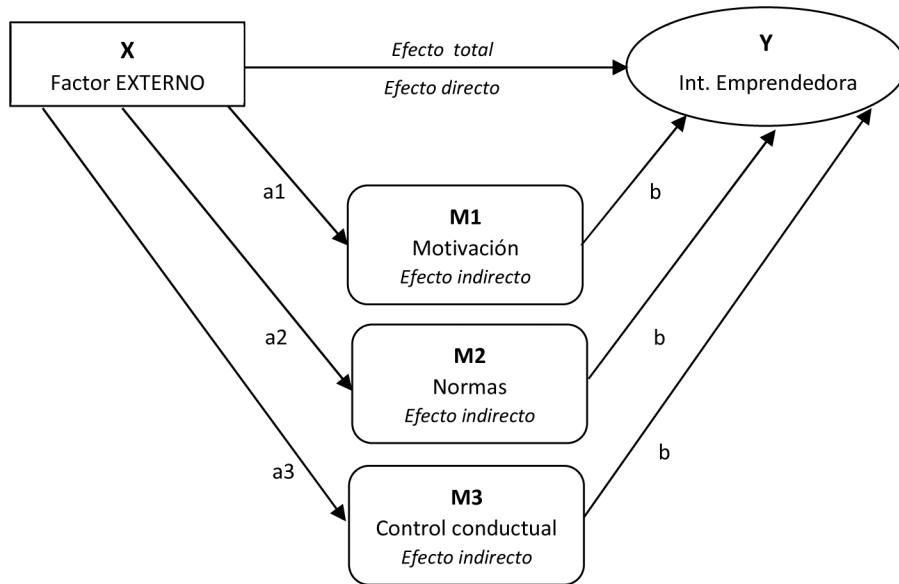 X
Factor EXTERNO
Efecto total
Efecto directo
Y
Int. Emprendedora
a1
b
M1
Motivación
Efecto indirecto
a2
b
M2
Normas
Efecto indirecto
a3
b
M3
Control conductual
Efecto indirecto